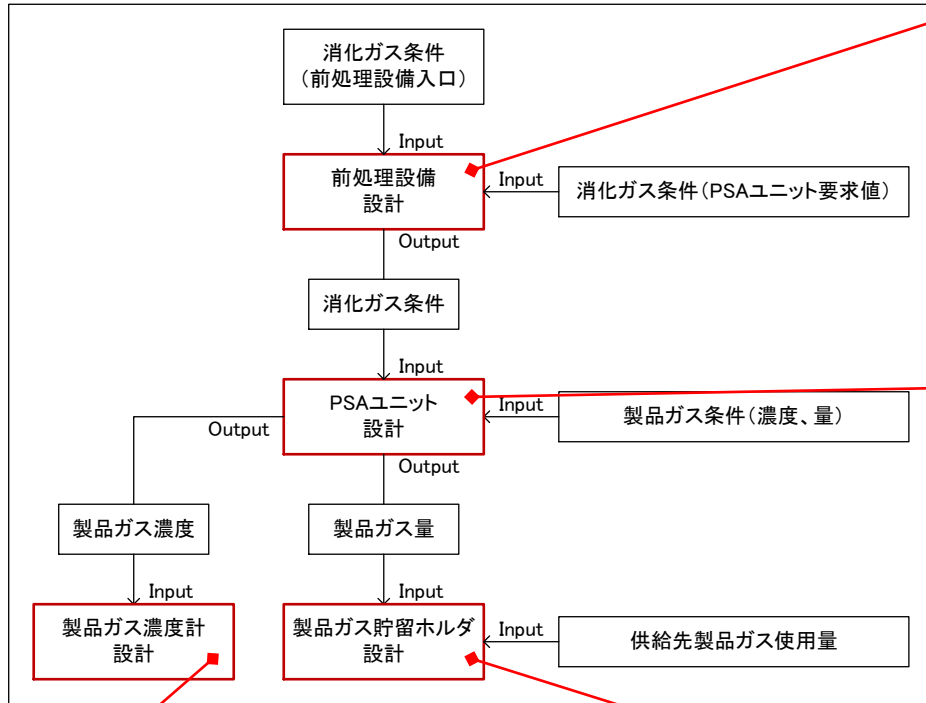 消化ガス条件
（前処理設備入口）
Input
前処理設備
設計
Input
消化ガス条件（PSAユニット要求値）
Output
消化ガス条件
Input
PSAユニット
設計
Input
製品ガス条件（濃度、量）
Output
Output
製品ガス濃度
製品ガス量
Input
Input
製品ガス濃度計
設計
製品ガス貯留ホルダ
設計
Input
供給先製品ガス使用量